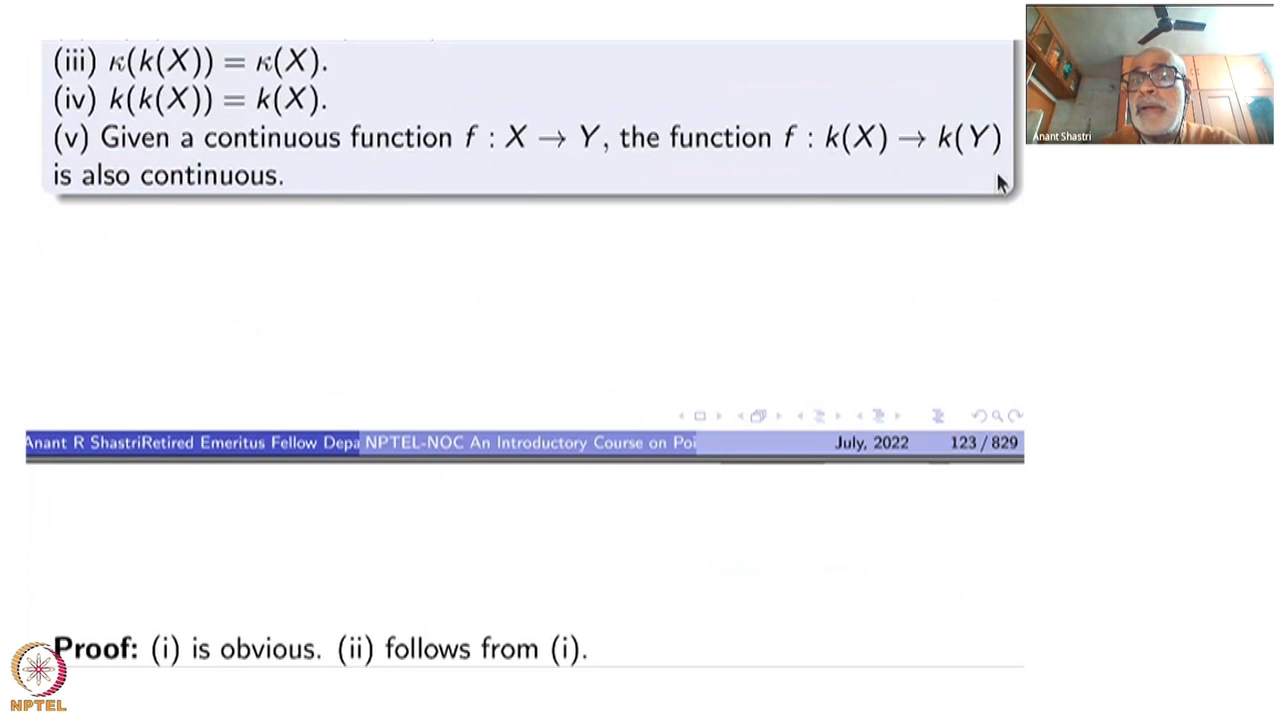 (iii) κ(k(X)) = κ(X).
(iv) k(k(X)) = k(X).
(v) Given a continuous function f : X → Y, the function f : k(X) → k(Y)
is also continuous.
Anant Shastri
Anant R ShastriRetired Emeritus Fellow Depa NPTEL-NOC An Introductory Course on Poi July, 2022 123 / 829
Proof: (i) is obvious. (ii) follows from (i).
NPTEL